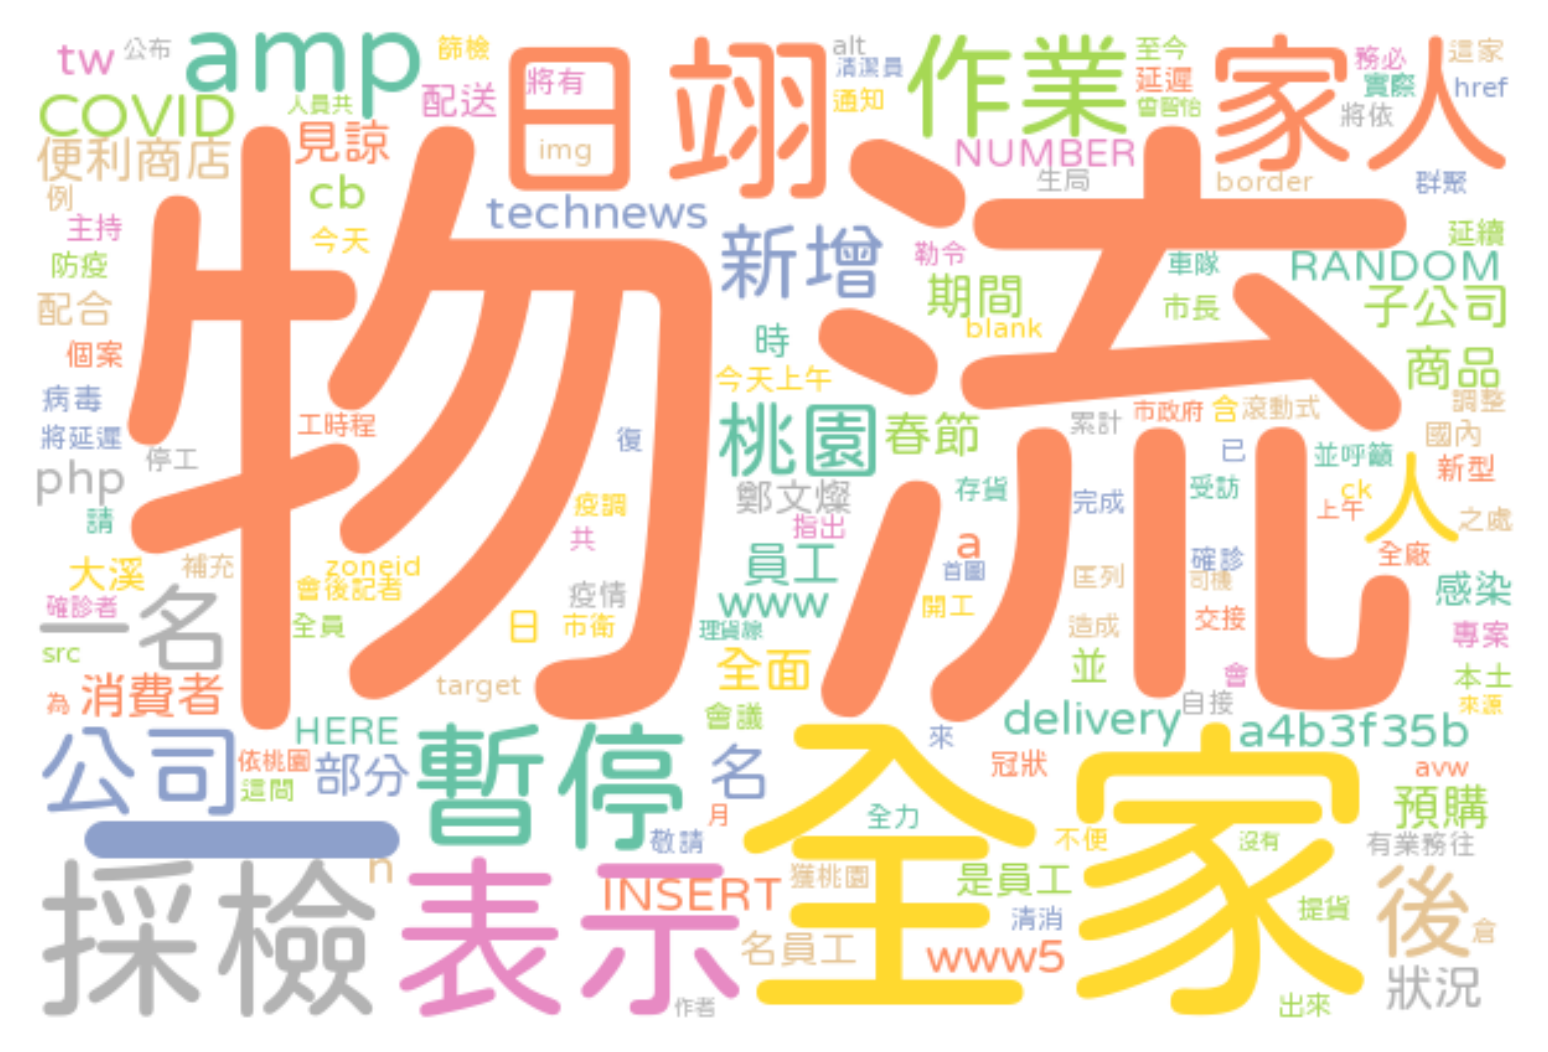 tw
公布
amp
篩檢
日翊
alt
清潔員
作業
至今
家人
務必
這家
COVID
人員共
配送
將有
通知
延遲
曾智怡
實際
href
將依
便利商店
見諒
img
NUMBER
生局
border
群聚
例
cb
technews
物流
主持
今天
新增
勒令
車隊
延續
防疫
期間
RANDOM
配合
市長
子公司
blank
時
個案
今天上午
商品
病毒
工時程
桃園
春節
累計
市政府
含
滾動式
調整
將延遲
復
已
國內
停工
並呼籲
新型
php
鄭文燦
存貨
完成
受訪
ck
人
請
疫調
指出
上午
之處
共
a
大溪
補充
zoneid
員工
首圖
確診
全廠
會後記者
疫情
www
匡列
司機
感染
確診者
一名
開工
交接
全員
日
市衛
理貨線
造成
專案
src
全面
並
會
本土
target
為
消費者
自接
來源
會議
delivery
HERE
a4b3f35b
公司
依桃園
部分
暫停
名
來
全家
冠狀
avw
這間
月
全力
預購
一
敬請
不便
沒有
有業務往
採檢
n
表示
INSERT
獲桃園
是員工
後
清消
提貨
倉
名員工
www5
狀況
作者
出來